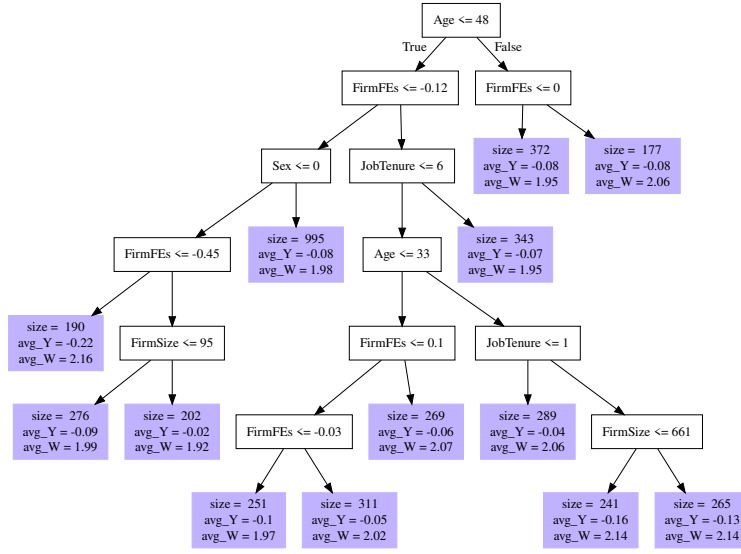 Age <= 48
True
False
FirmFEs <= -0.12
FirmFEs <= 0
Sex <= 0
JobTenure <= 6
size = 372
avg_Y = -0.08
avg_W = 1.95
size = 177
avg_Y = -0.08
avg_W = 2.06
FirmFEs <= -0.45
size = 995
avg_Y = -0.08
avg_W = 1.98
Age <= 33
size = 343
avg_Y = -0.07
avg_W = 1.95
size = 190
avg_Y = -0.22
avg_W = 2.16
FirmSize <= 95
FirmFEs <= 0.1
JobTenure <= 1
size = 276
avg_Y = -0.09
avg_W = 1.99
size = 202
avg_Y = -0.02
avg_W = 1.92
FirmFEs <= -0.03
size = 269
avg_Y = -0.06
avg_W = 2.07
size = 289
avg_Y = -0.04
avg_W = 2.06
FirmSize <= 661
size = 251
avg_Y = -0.1
avg_W = 1.97
size = 311
avg_Y = -0.05
avg_W = 2.02
size = 241
avg_Y = -0.16
avg_W = 2.14
size = 265
avg_Y = -0.13
avg_W = 2.14